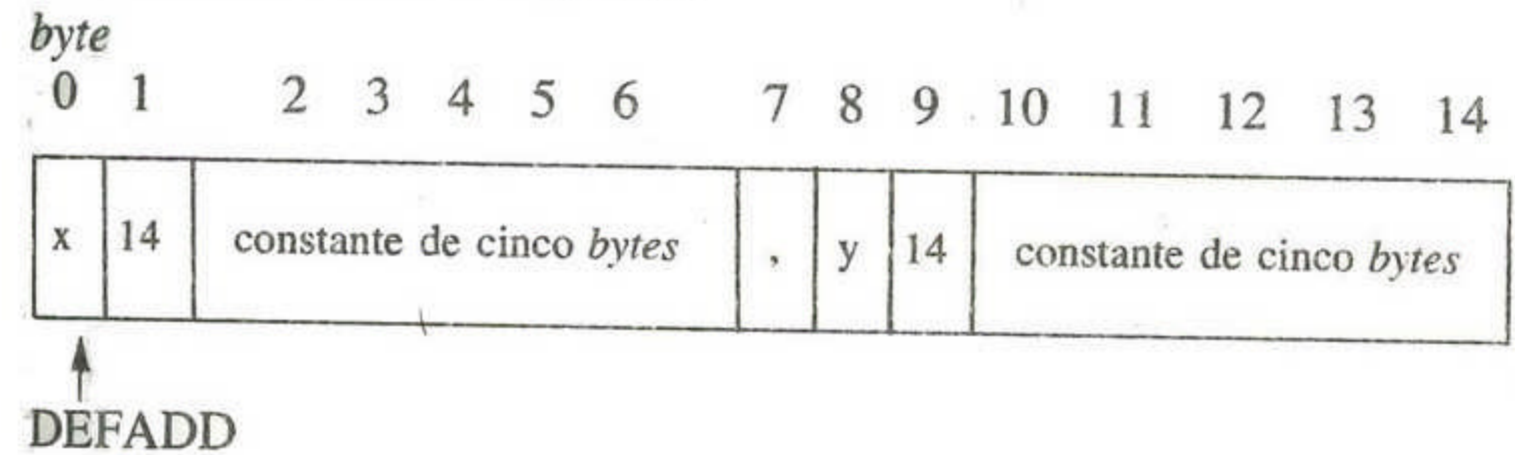 byte
0 1 2 3 4 5 6 7 8 9 10 11 12 13 14
x 14 constante de cinco bytes , y 14 constante de cinco bytes
DEFADD